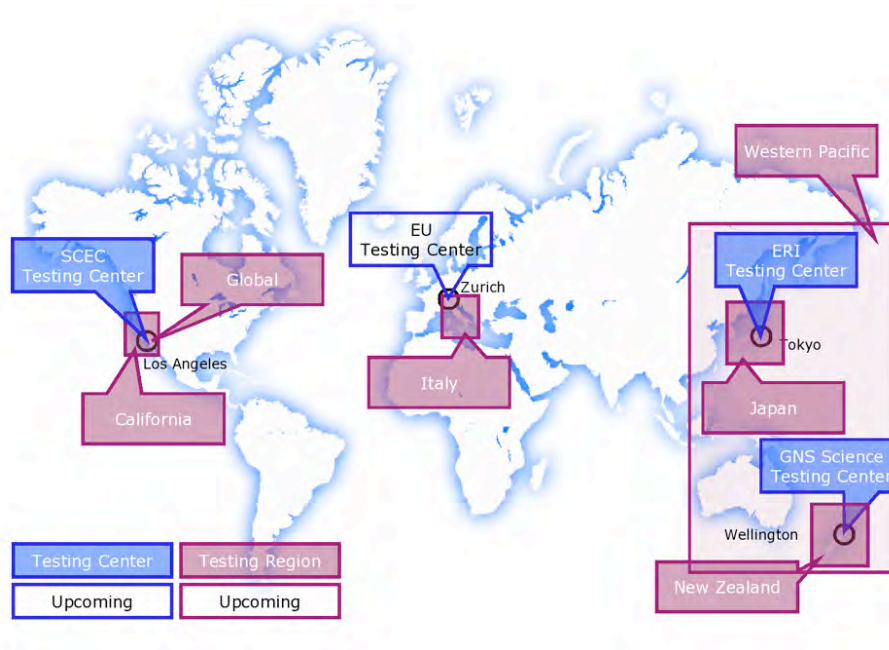 Western Pacific
EU
Testing Center
SCEC
Testing Center
ERI
Testing Center
Global
Zurich
Tokyo
Los Angeles
Italy
California
Japan
GNS Science
Testing Center
Wellington
Testing Center
Testing Region
New Zealand
Upcoming
Upcoming